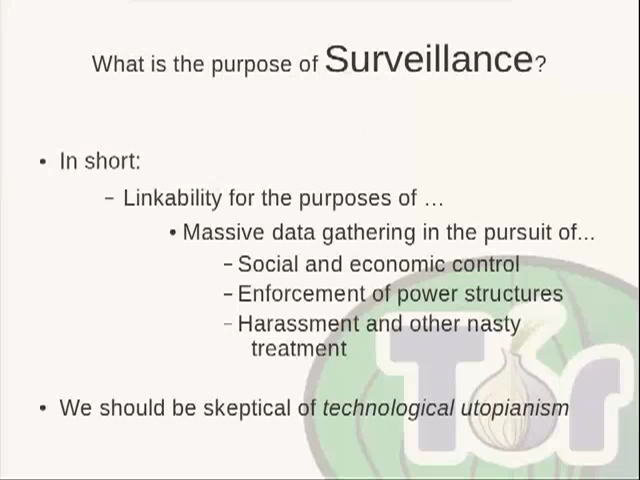 What is the purpose of Surveillance?
• In short:
– Linkability for the purposes of …
• Massive data gathering in the pursuit of...
– Social and economic control
– Enforcement of power structures
– Harassment and other nasty
treatment
• We should be skeptical of technological utopianism
Tor